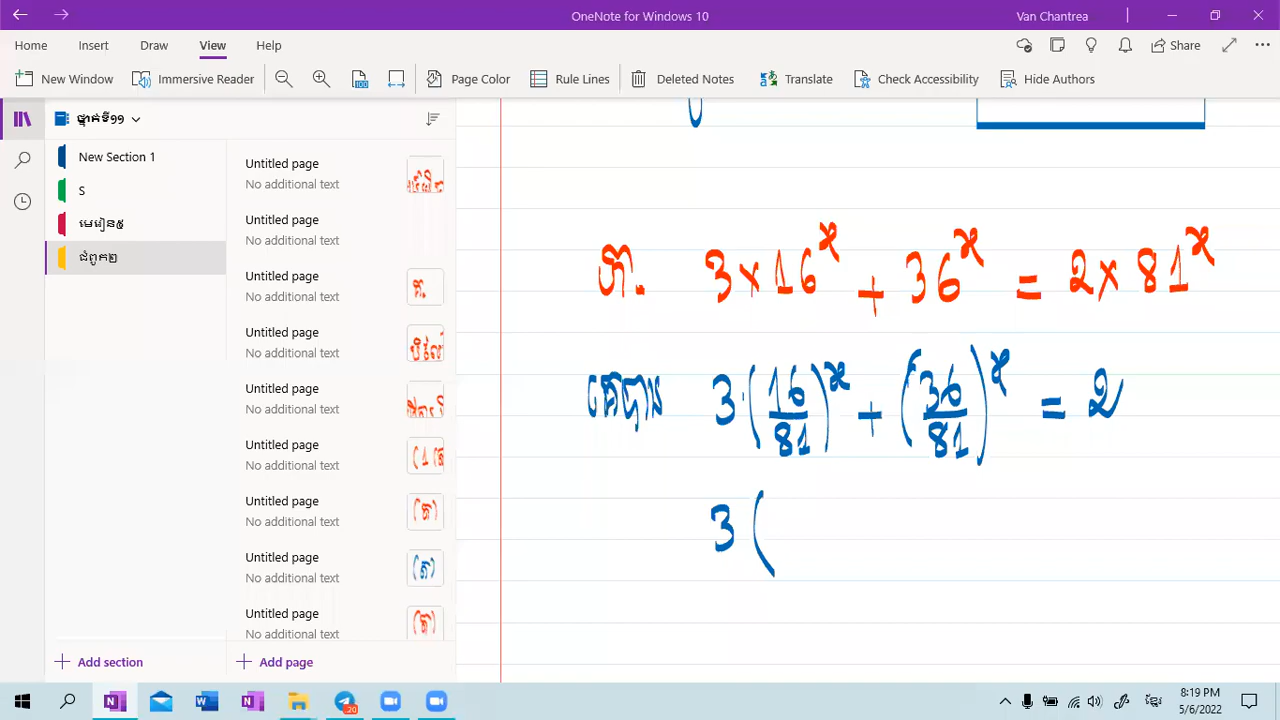 OneNote for Windows 10
Van Chantrea
Home Insert Draw View Help
Share
New Window Immersive Reader Page Color Rule Lines Deleted Notes Translate Check Accessibility Hide Authors
ថ្នាក់ទី១១
New Section 1
S
មេរៀន៥
ជំពូក២
Untitled page
No additional text
Untitled page
No additional text
Untitled page
No additional text
Untitled page
No additional text
Untitled page
No additional text
Untitled page
No additional text
Untitled page
No additional text
Untitled page
No additional text
Untitled page
No additional text
Add section
Add page
3×16^x + 36^x = 2×81^x
គេបាន 3·(16/81)^x + (36/81)^x = 2
3 (
20
8:19 PM
5/6/2022